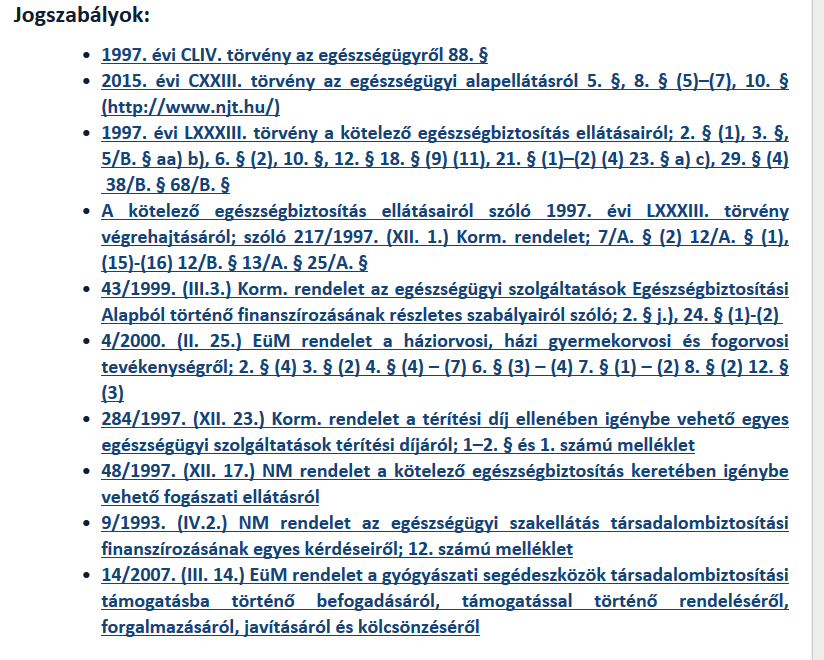 Jogszabályok:
• 1997. évi CLIV. törvény az egészségügyről 88. §
• 2015. évi CXXIII. törvény az egészségügyi alapellátásról 5. §, 8. § (5)–(7), 10. §
(http://www.njt.hu/)
• 1997. évi LXXXIII. törvény a kötelező egészségbiztosítás ellátásairól; 2. § (1), 3. §,
5/B. § aa) b), 6. § (2), 10. §, 12. § 18. § (9) (11), 21. § (1)–(2) (4) 23. § a) c), 29. § (4)
38/B. § 68/B. §
• A kötelező egészségbiztosítás ellátásairól szóló 1997. évi LXXXIII. törvény
végrehajtásáról; szóló 217/1997. (XII. 1.) Korm. rendelet; 7/A. § (2) 12/A. § (1),
(15)-(16) 12/B. § 13/A. § 25/A. §
• 43/1999. (III.3.) Korm. rendelet az egészségügyi szolgáltatások Egészségbiztosítási
Alapból történő finanszírozásának részletes szabályairól szóló; 2. § j.), 24. § (1)-(2)
• 4/2000. (II. 25.) EüM rendelet a háziorvosi, házi gyermekorvosi és fogorvosi
tevékenységről; 2. § (4) 3. § (2) 4. § (4) – (7) 6. § (3) – (4) 7. § (1) – (2) 8. § (2) 12. §
(3)
• 284/1997. (XII. 23.) Korm. rendelet a térítési díj ellenében igénybe vehető egyes
egészségügyi szolgáltatások térítési díjáról; 1–2. § és 1. számú melléklet
• 48/1997. (XII. 17.) NM rendelet a kötelező egészségbiztosítás keretében igénybe
vehető fogászati ellátásról
• 9/1993. (IV.2.) NM rendelet az egészségügyi szakellátás társadalombiztosítási
finanszírozásának egyes kérdéseiről; 12. számú melléklet
• 14/2007. (III. 14.) EüM rendelet a gyógyászati segédeszközök társadalombiztosítási
támogatásba történő befogadásáról, támogatással történő rendeléséről,
forgalmazásáról, javításáról és kölcsönzéséről